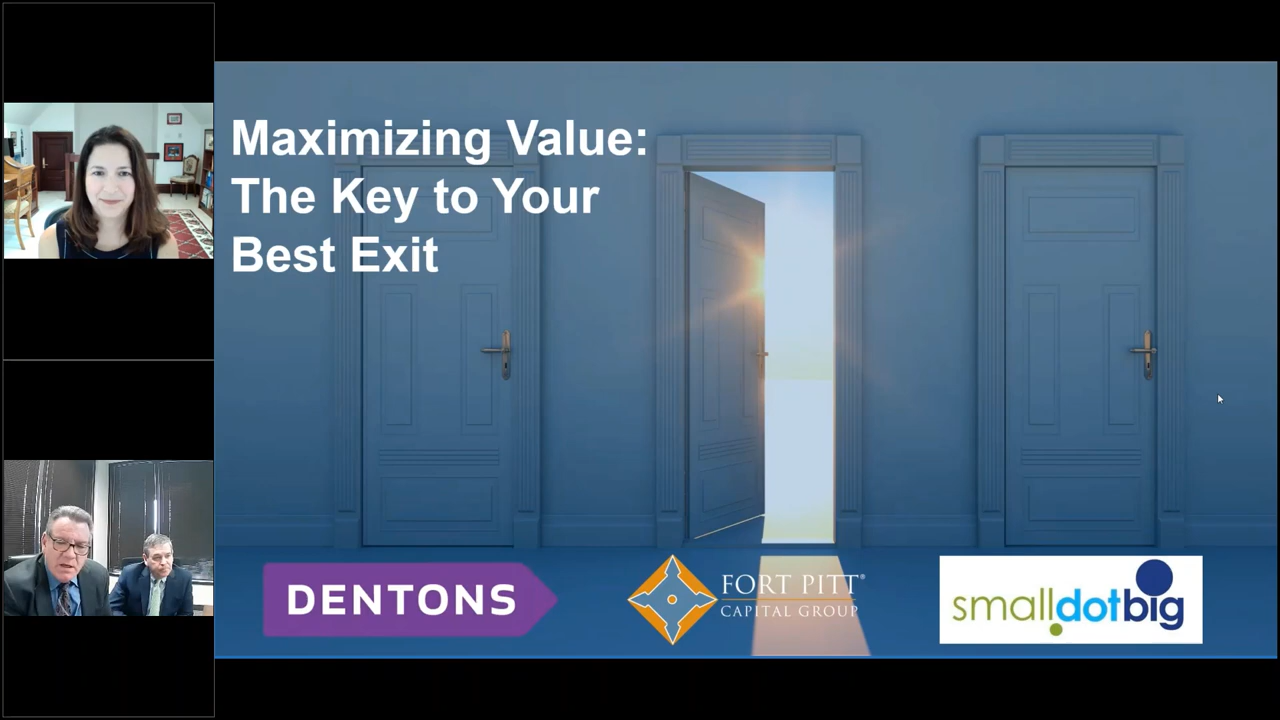 Maximizing Value:
The Key to Your
Best Exit
DENTONS
FORT PITT®
CAPITAL GROUP
smalldotbig